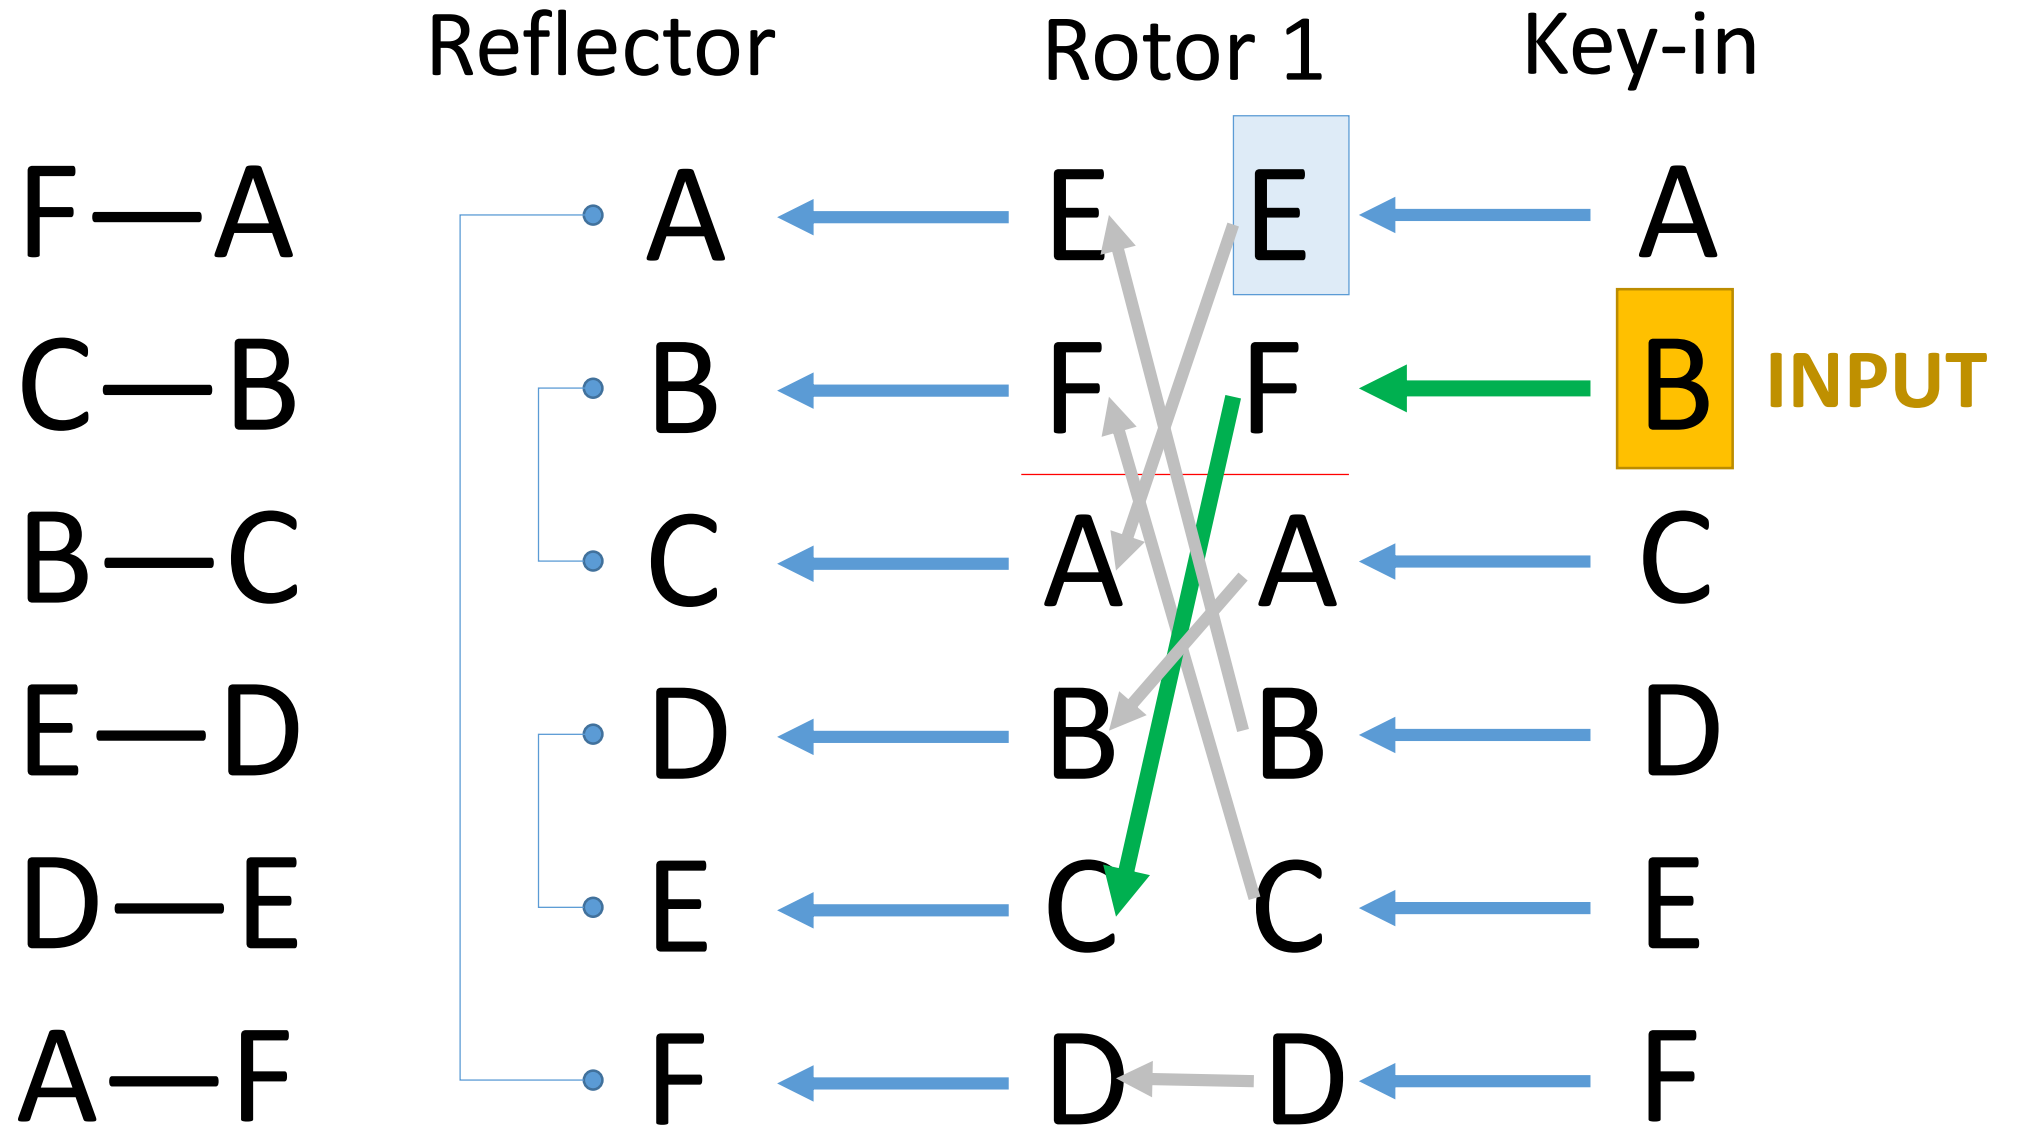 Reflector Rotor 1 Key-in
F A A E E A
C B B F F B INPUT
B C C A A C
E D D B B D
D E E C C E
A F F D D F